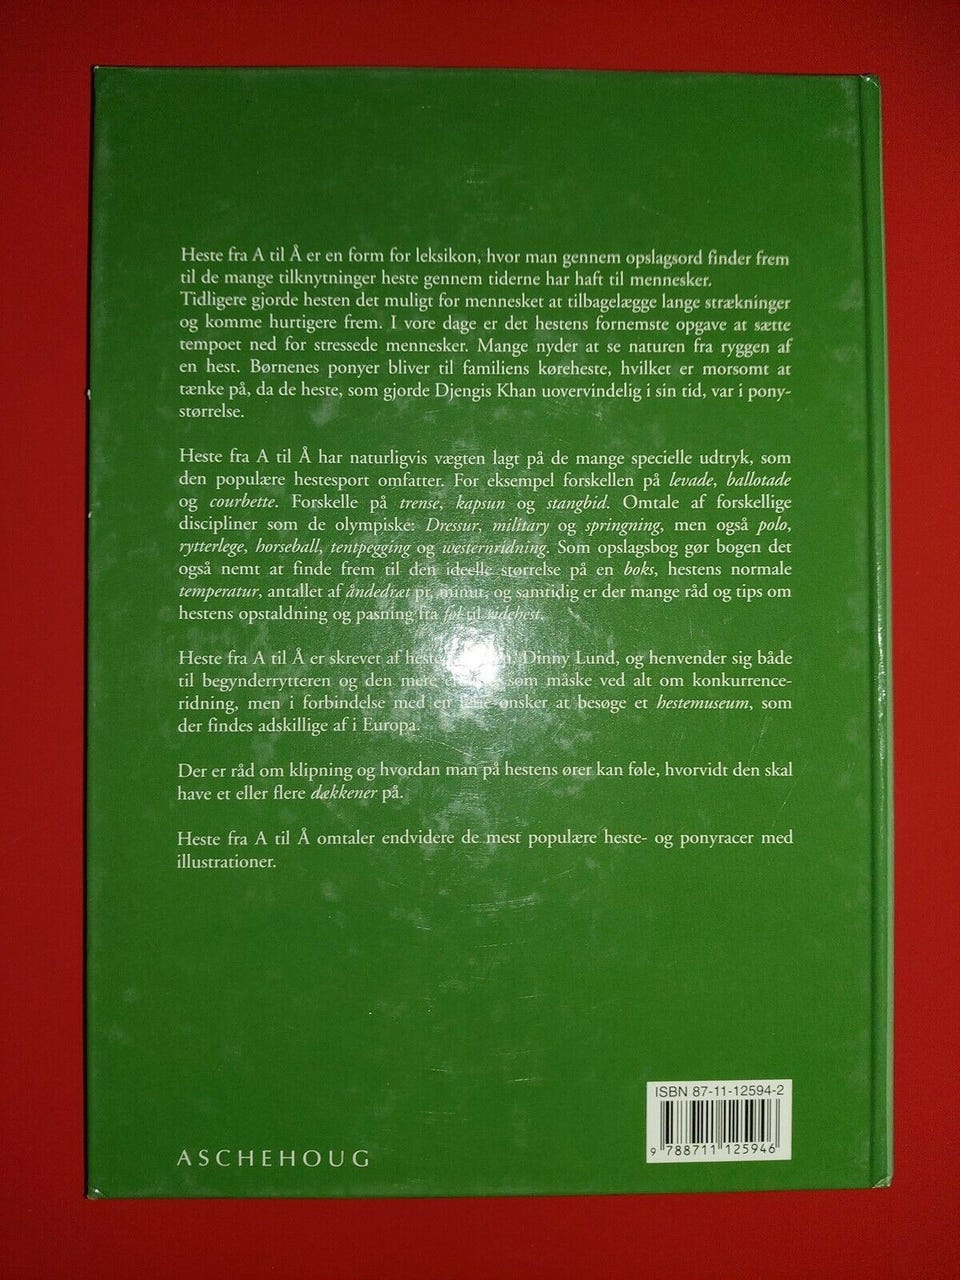 Heste fra A til Å er en form for leksikon, hvor man gennem opslagsord finder frem
til de mange tilknytninger heste gennem tiderne har haft til mennesker.
Tidligere gjorde hesten det muligt for mennesket at tilbagelægge lange strækninger
og komme hurtigere frem. I vore dage er det hestens fornemste opgave at sætte
tempoet ned for stressede mennesker. Mange nyder at se naturen fra ryggen af
en hest. Børnenes ponyer bliver til familiens køreheste, hvilket er morsomt at
tænke på, da de heste, som gjorde Djengis Khan uovervindelig i sin tid, var i pony-
størrelse.
Heste fra A til Å har naturligvis vægten lagt på de mange specielle udtryk, som
den populære hestesport omfatter. For eksempel forskellen på levade, ballotade
og courbette. Forskelle på trense, kapsun og stangbid. Omtale af forskellige
discipliner som de olympiske: Dressur, military og springning, men også polo,
rytterlege, horseball, tentpegging og westernridning. Som opslagsbog gør bogen det
også nemt at finde frem til den ideelle størrelse på en boks, hestens normale
temperatur, antallet af åndedræt pr. minut, og samtidig er der mange råd og tips om
hestens opstaldning og pasning fra føl til ridehest.
Heste fra A til Å er skrevet af Dinny Lund, og henvender sig både
til begynderrytteren og den mere som måske ved alt om konkurrence-
ridning, men i forbindelse med en ønsker at besøge et hestemuseum, som
der findes adskillige af i Europa.
Der er råd om klipning og hvordan man på hestens ører kan føle, hvorvidt den skal
have et eller flere dækkener på.
Heste fra A til Å omtaler endvidere de mest populære heste- og ponyracer med
illustrationer.
ISBN 87-11-12594-2
9 788711 125946
ASCHEHOUG